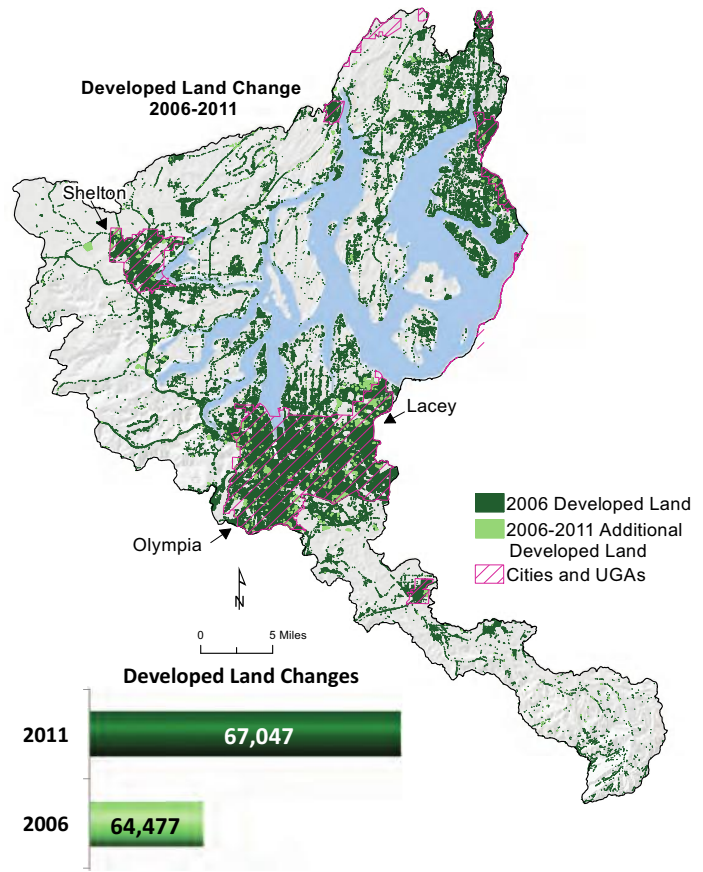 Developed Land Change
2006-2011
Shelton
Lacey
2006 Developed Land
2006-2011 Additional
Developed Land
Cities and UGAs
Olympia
N
0 5 Miles
Developed Land Changes
2011
67,047
2006
64,477